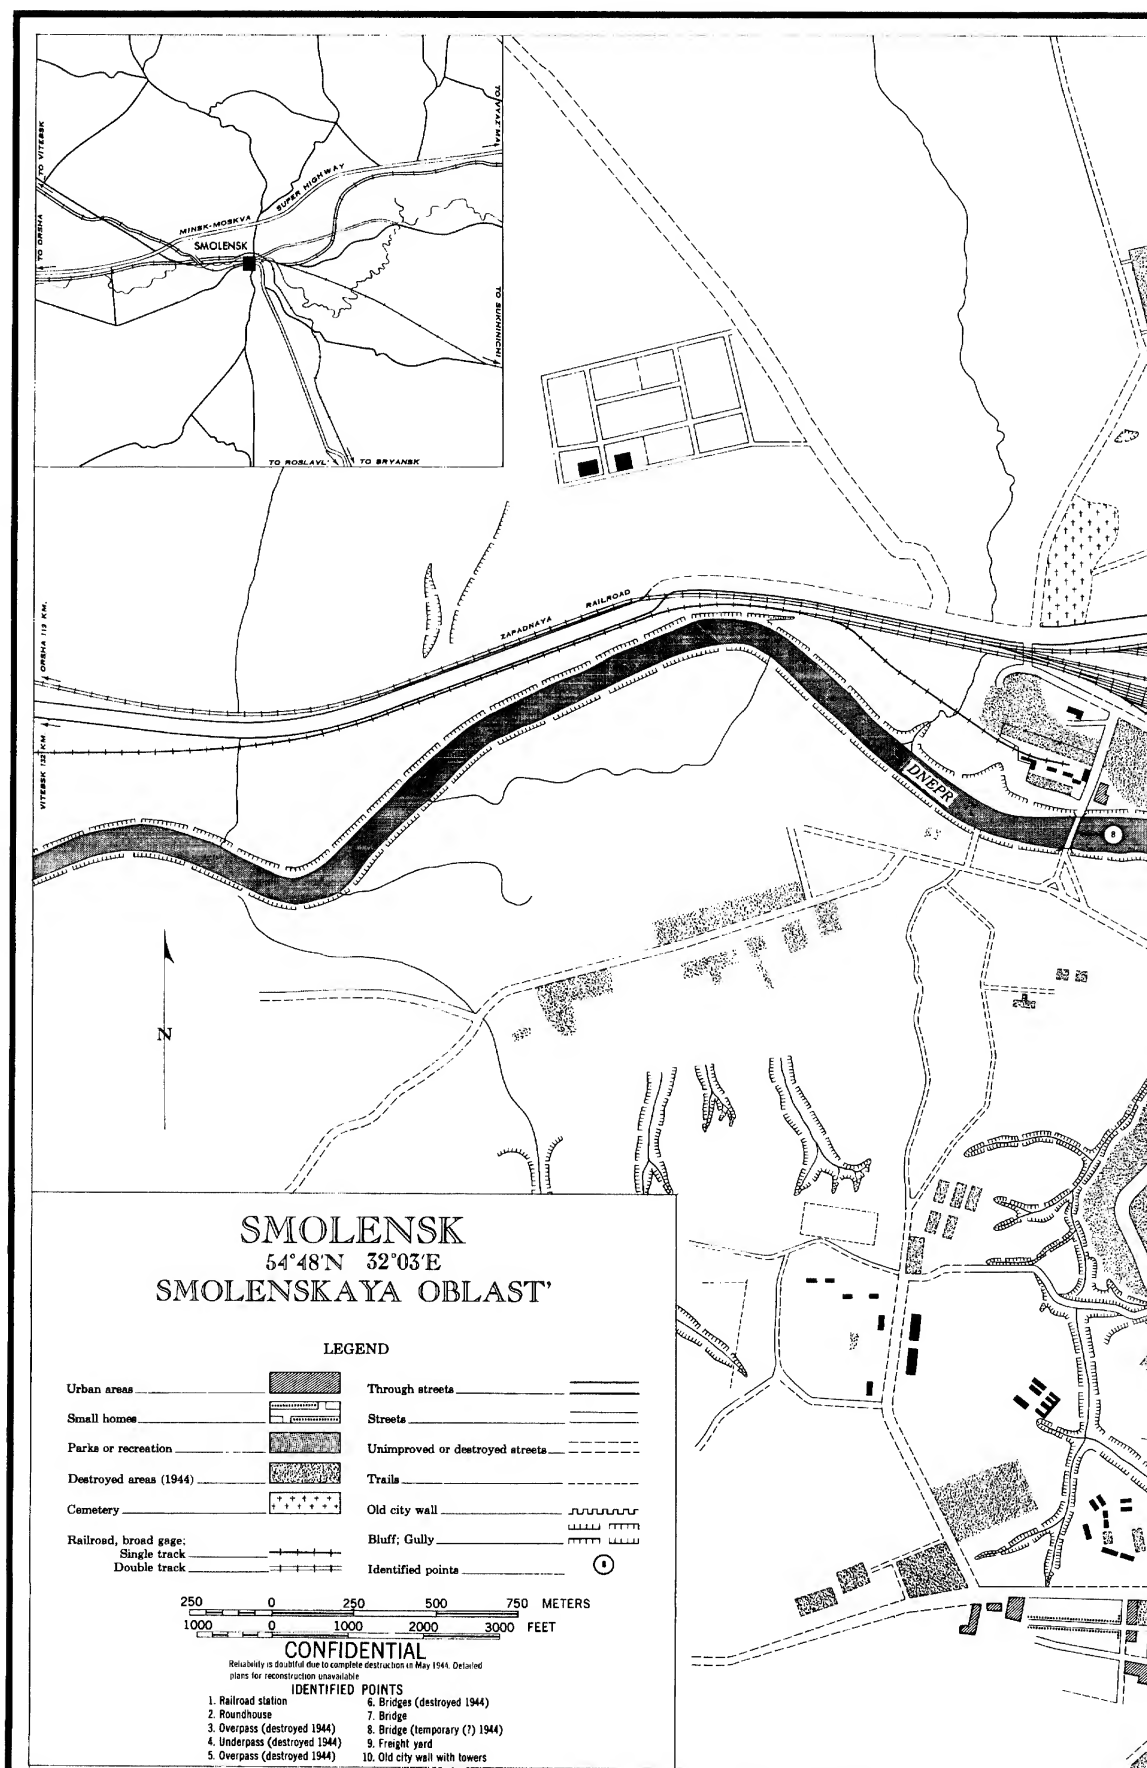 TO VITEBSK
TO ORSHA
TO VYAZ'MA
MINSK-MOSKVA SUPER HIGHWAY
SMOLENSK
TO SUKHINICHI
TO ROSLAVL'
TO BRYANSK
ORSHA 119 KM.
VITEBSK 132 KM
ZAPADNAYA RAILROAD
DNEPR
8
N
SMOLENSK
54°48'N 32°03'E
SMOLENSKAYA OBLAST'
LEGEND
Urban areas
Small homes
Parks or recreation
Destroyed areas (1944)
Cemetery
Railroad, broad gage;
Single track
Double track
Through streets
Streets
Unimproved or destroyed streets
Trails
Old city wall
Bluff; Gully
Identified points
8
250 0 250 500 750 METERS
1000 0 1000 2000 3000 FEET
CONFIDENTIAL
Reliability is doubtful due to complete destruction in May 1944. Detailed
plans for reconstruction unavailable
IDENTIFIED POINTS
1. Railroad station
2. Roundhouse
3. Overpass (destroyed 1944)
4. Underpass (destroyed 1944)
5. Overpass (destroyed 1944)
6. Bridges (destroyed 1944)
7. Bridge
8. Bridge (temporary (?) 1944)
9. Freight yard
10. Old city wall with towers